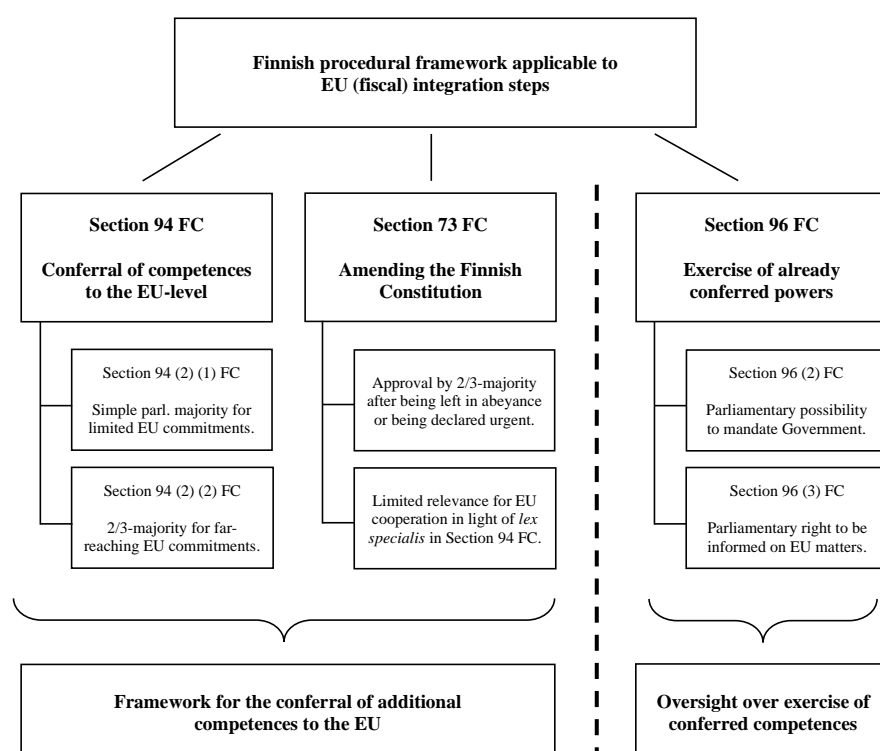 Finnish procedural framework applicable to
EU (fiscal) integration steps
Section 94 FC
Conferral of competences
to the EU-level
Section 94 (2) (1) FC
Simple parl. majority for
limited EU commitments.
Section 94 (2) (2) FC
2/3-majority for far-
reaching EU commitments.
Section 73 FC
Amending the Finnish
Constitution
Approval by 2/3-majority
after being left in abeyance
or being declared urgent.
Limited relevance for EU
cooperation in light of lex
specialis in Section 94 FC.
Section 96 FC
Exercise of already
conferred powers
Section 96 (2) FC
Parliamentary possibility
to mandate Government.
Section 96 (3) FC
Parliamentary right to be
informed on EU matters.
Framework for the conferral of additional
competences to the EU
Oversight over exercise of
conferred competences